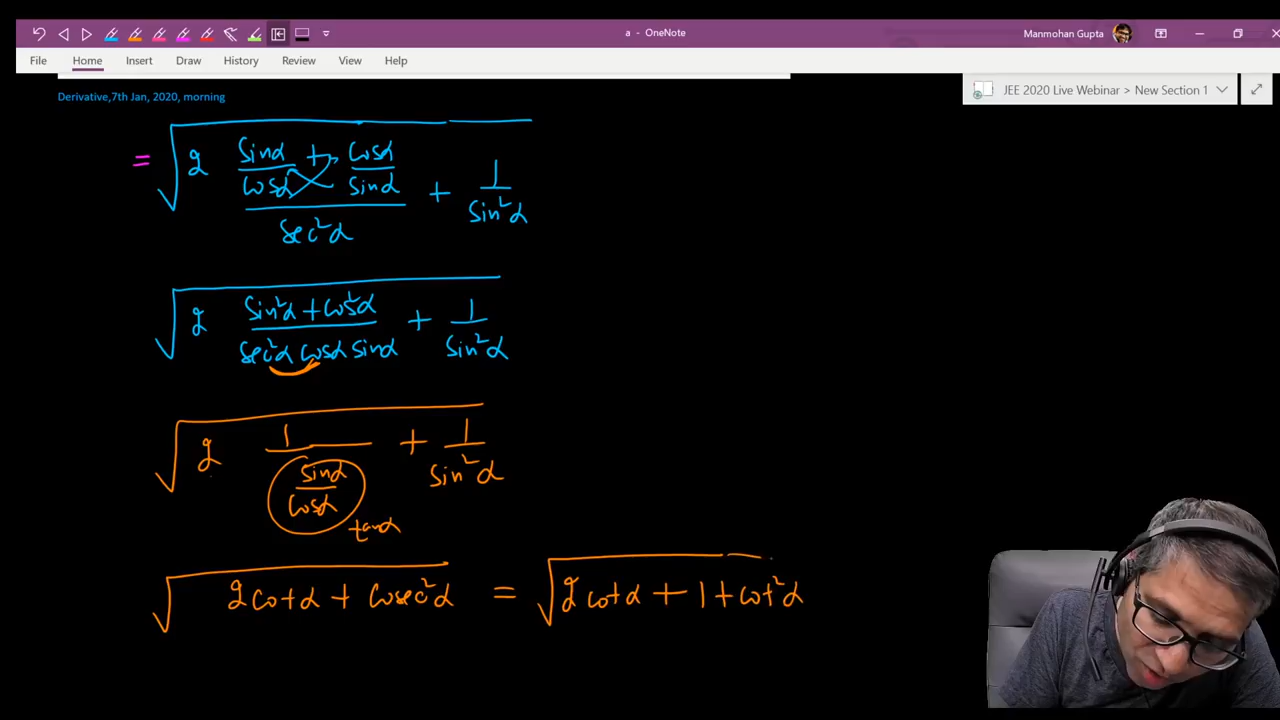 a - OneNote
Manmohan Gupta
File Home Insert Draw History Review View Help
JEE 2020 Live Webinar > New Section 1
Derivative,7th Jan, 2020, morning
= √(2 (sinα/cosα + cosα/sinα)/sec²α + 1/sin²α)
√(2 (sin²α + cos²α)/(sec²α cosα sinα) + 1/sin²α)
√(2 1/(sinα/cosα) + 1/sin²α)
tanα
√(2cotα + cosec²α) = √(2cotα + 1 + cot²α)